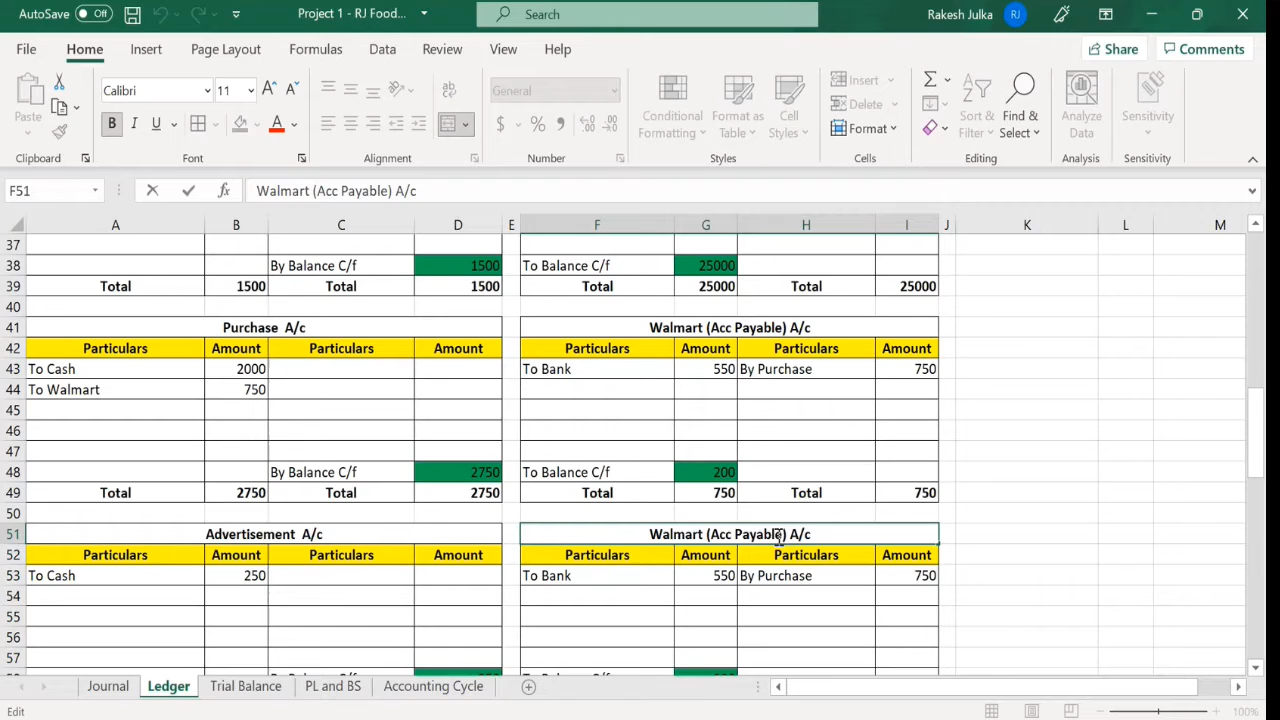 AutoSave Off Project 1 - RJ Food... Search Rakesh Julka RJ
File Home Insert Page Layout Formulas Data Review View Help Share Comments
Paste Calibri 11 General Conditional Formatting Format as Table Cell Styles Insert Delete Format Sort & Filter Find & Select Analyze Data Sensitivity
Clipboard Font Alignment Number Styles Cells Editing Analysis Sensitivity
F51 fx Walmart (Acc Payable) A/c
A B C D E F G H I J K L M
37
38 By Balance C/f 1500 To Balance C/f 25000
39 Total 1500 Total 1500 Total 25000 Total 25000
40
41 Purchase A/c Walmart (Acc Payable) A/c
42 Particulars Amount Particulars Amount Particulars Amount Particulars Amount
43 To Cash 2000 To Bank 550 By Purchase 750
44 To Walmart 750
45
46
47
48 By Balance C/f 2750 To Balance C/f 200
49 Total 2750 Total 2750 Total 750 Total 750
50
51 Advertisement A/c Walmart (Acc Payable) A/c
52 Particulars Amount Particulars Amount Particulars Amount Particulars Amount
53 To Cash 250 To Bank 550 By Purchase 750
54
55
56
57
Journal Ledger Trial Balance PL and BS Accounting Cycle
Edit 100%